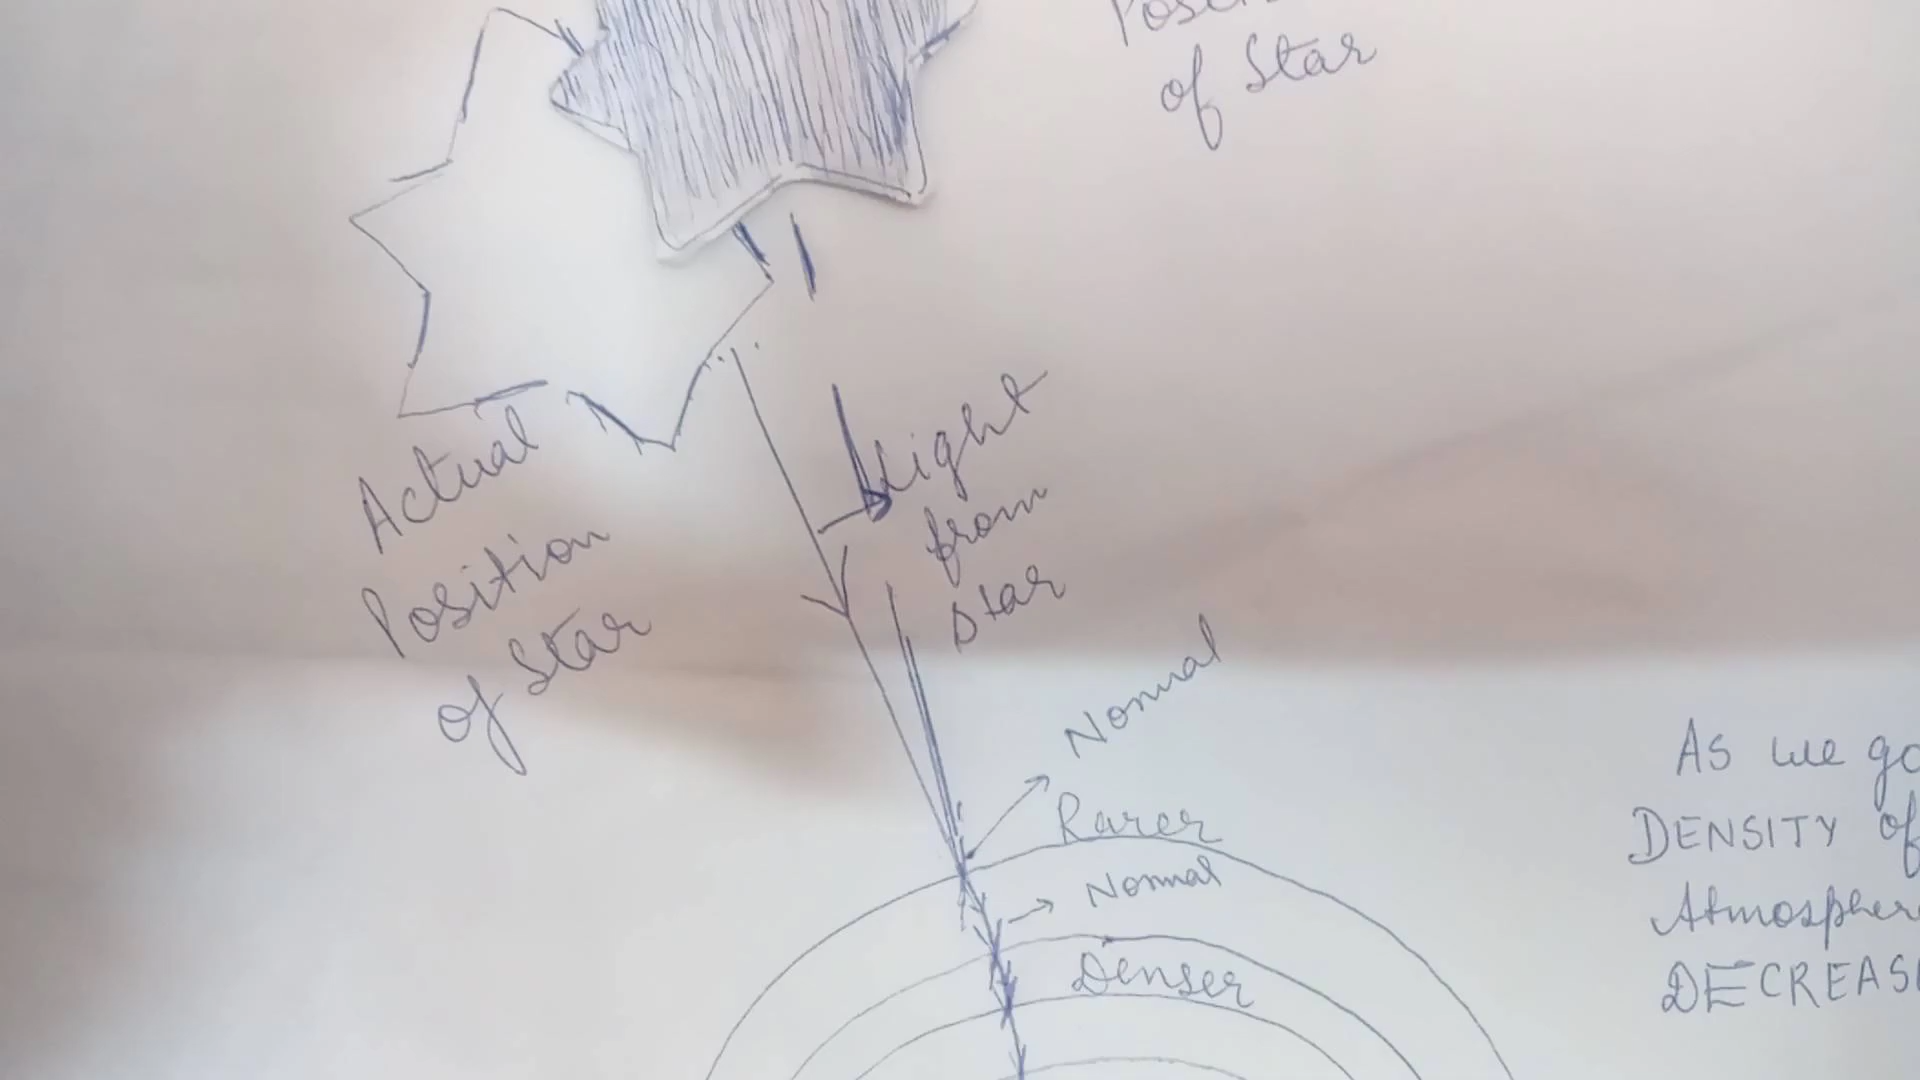 of Star
Actual
Position
of Star
Light
from
Star
Normal
Rarer
Normal
Denser
As we go
DENSITY of
Atmosphere
DECREASE